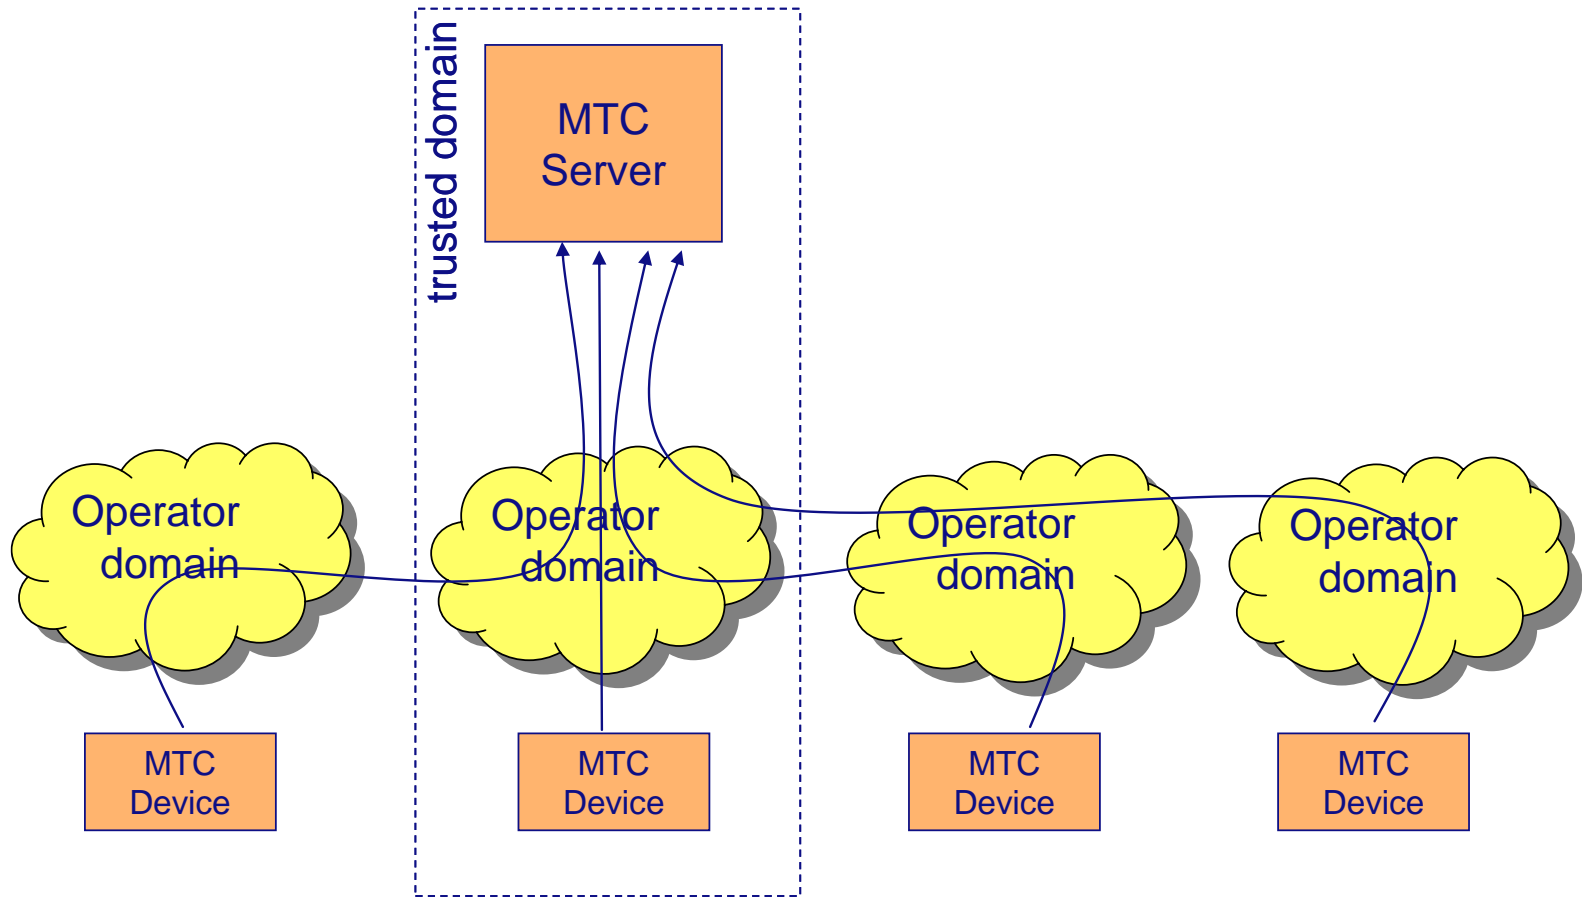 trusted domain
MTC
Server
Operator
domain
Operator
domain
Operator
domain
Operator
domain
MTC
Device
MTC
Device
MTC
Device
MTC
Device